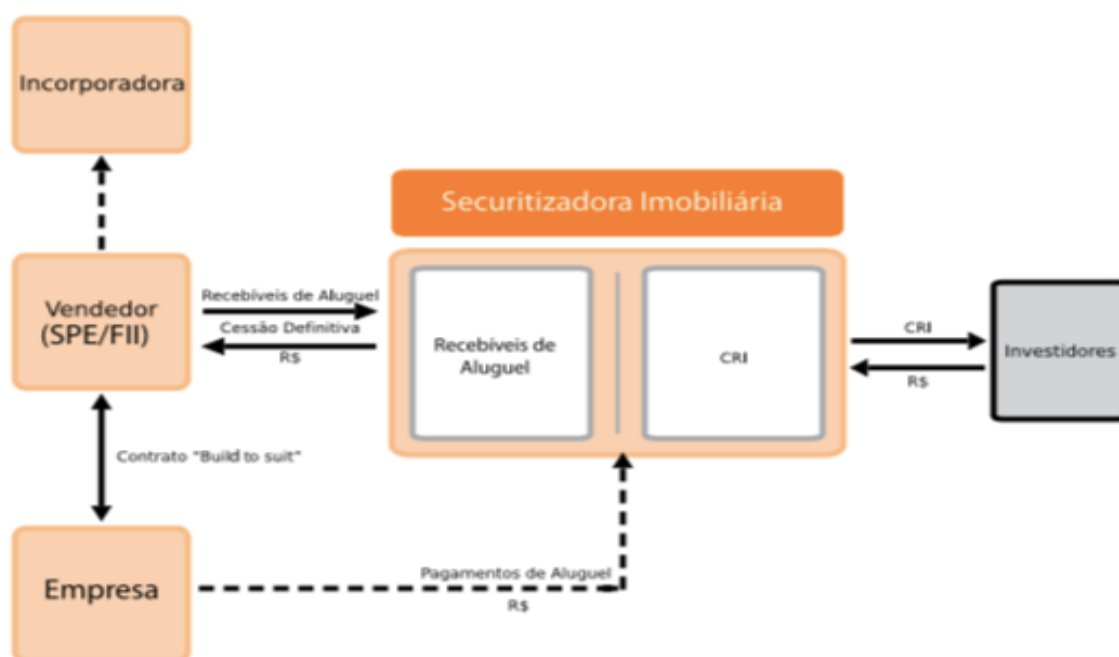 Incorporadora
Securitizadora Imobiliária
Vendedor
(SPE/FII)
Recebíveis de Aluguel
Cessão Definitiva
R$
Recebíveis de
Aluguel
CRI
CRI
R$
Investidores
Contrato "Build to suit"
Empresa
Pagamentos de Aluguel
R$